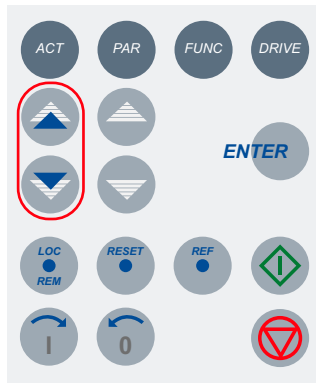 ACT PAR FUNC DRIVE
ENTER
LOC RESET REF
REM
I 0